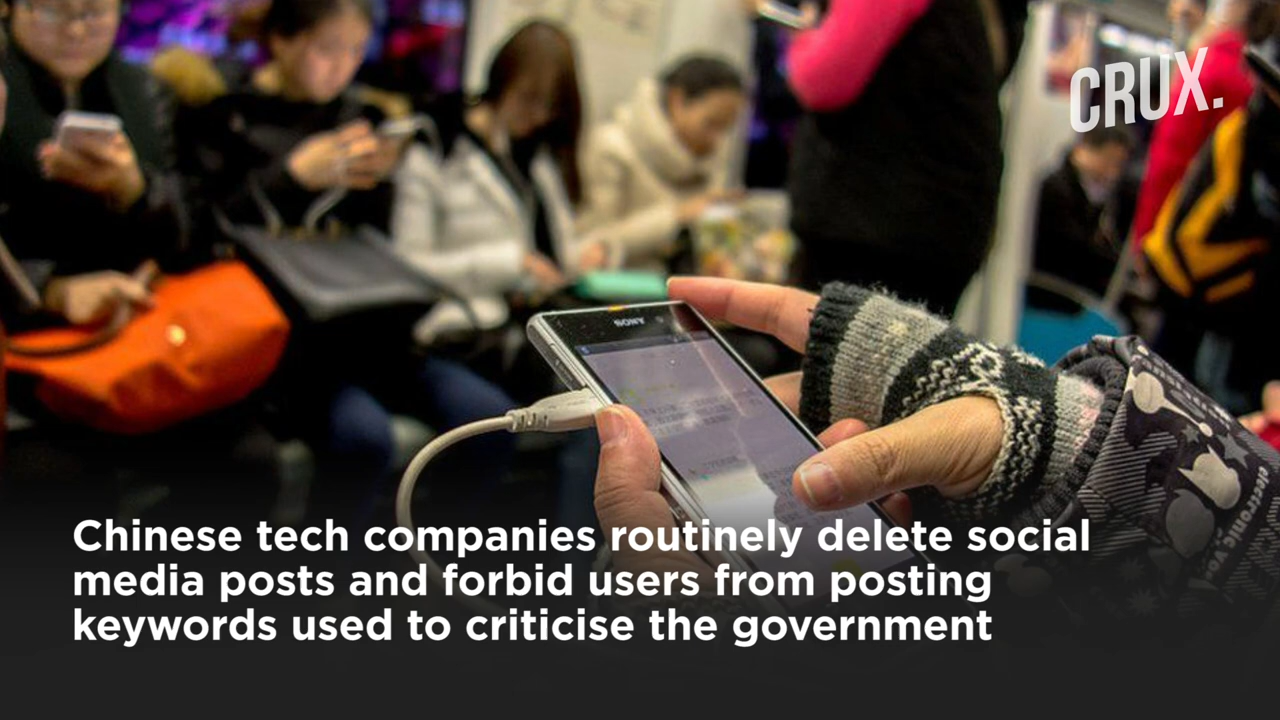 CRUX.
SONY
Chinese tech companies routinely delete social
media posts and forbid users from posting
keywords used to criticise the government